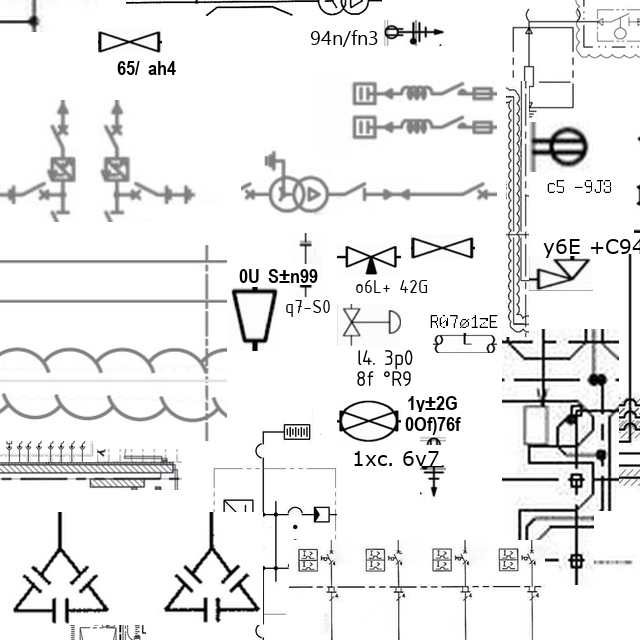 94n/fn3
65/ ah4
c5 -9J3
y6E +C94
0U S±n99
o6L+ 42G
q7-S0
R07ø1zE
l4. 3p0
8f °R9
1y±2G
0Of)76f
1xc. 6v7